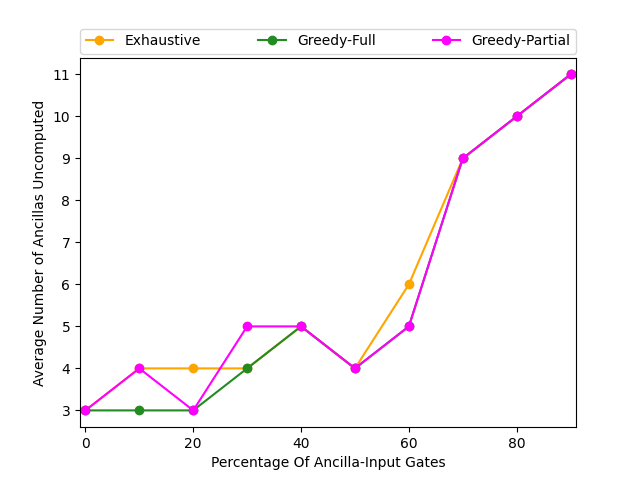 Exhaustive Greedy-Full Greedy-Partial
11
10
9
8
7
6
5
4
3
Average Number of Ancillas Uncomputed
0 20 40 60 80
Percentage Of Ancilla-Input Gates